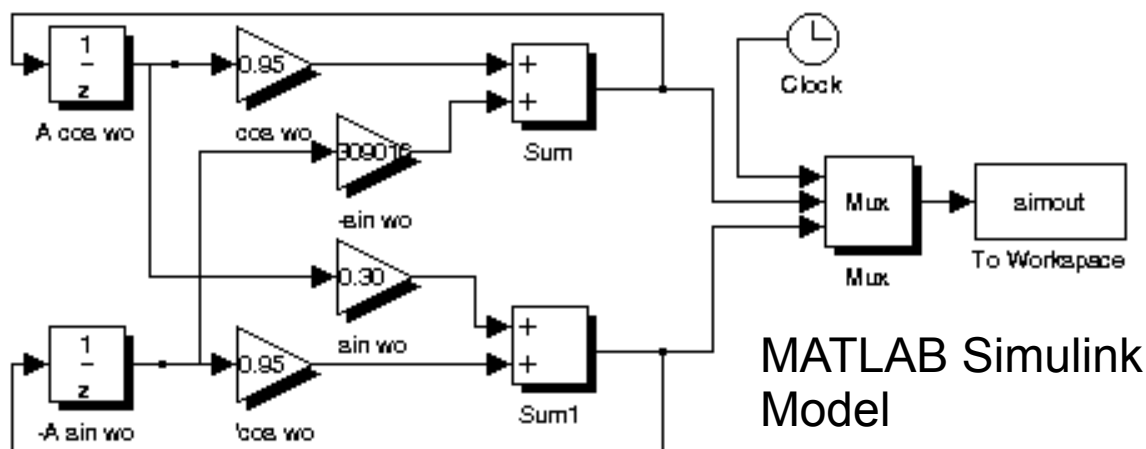 1
z
A cos wo
0.95
cos wo
309016
-sin wo
+
+
Sum
Clock
Mux
Mux
simout
To Workspace
0.30
sin wo
1
z
-A sin wo
0.95
'cos wo
+
+
Sum1
MATLAB Simulink
Model